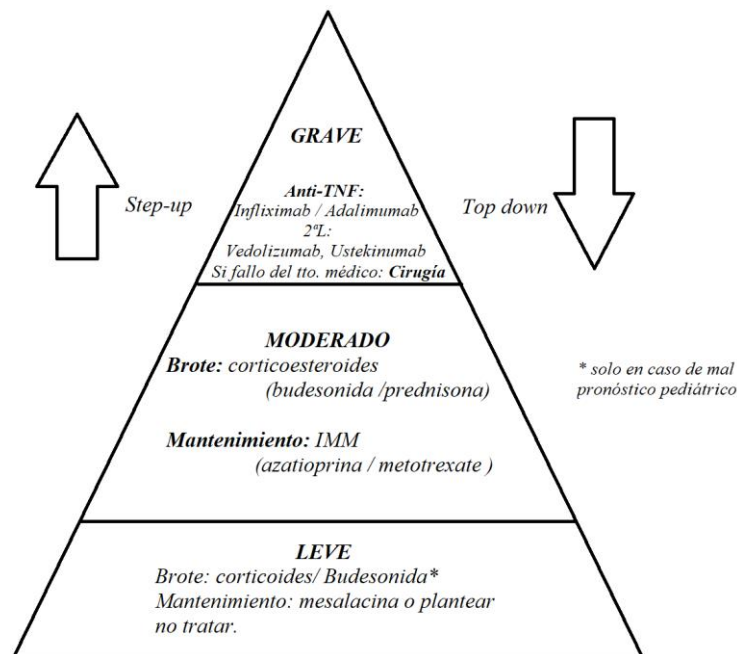 GRAVE
Anti-TNF:
Infliximab / Adalimumab
2ªL:
Vedolizumab, Ustekinumab
Si fallo del tto. médico: Cirugía
Step-up
Top down
MODERADO
Brote: corticoesteroides
(budesonida /prednisona)
Mantenimiento: IMM
(azatioprina / metotrexate )
* solo en caso de mal
pronóstico pediátrico
LEVE
Brote: corticoides/ Budesonida*
Mantenimiento: mesalacina o plantear
no tratar.